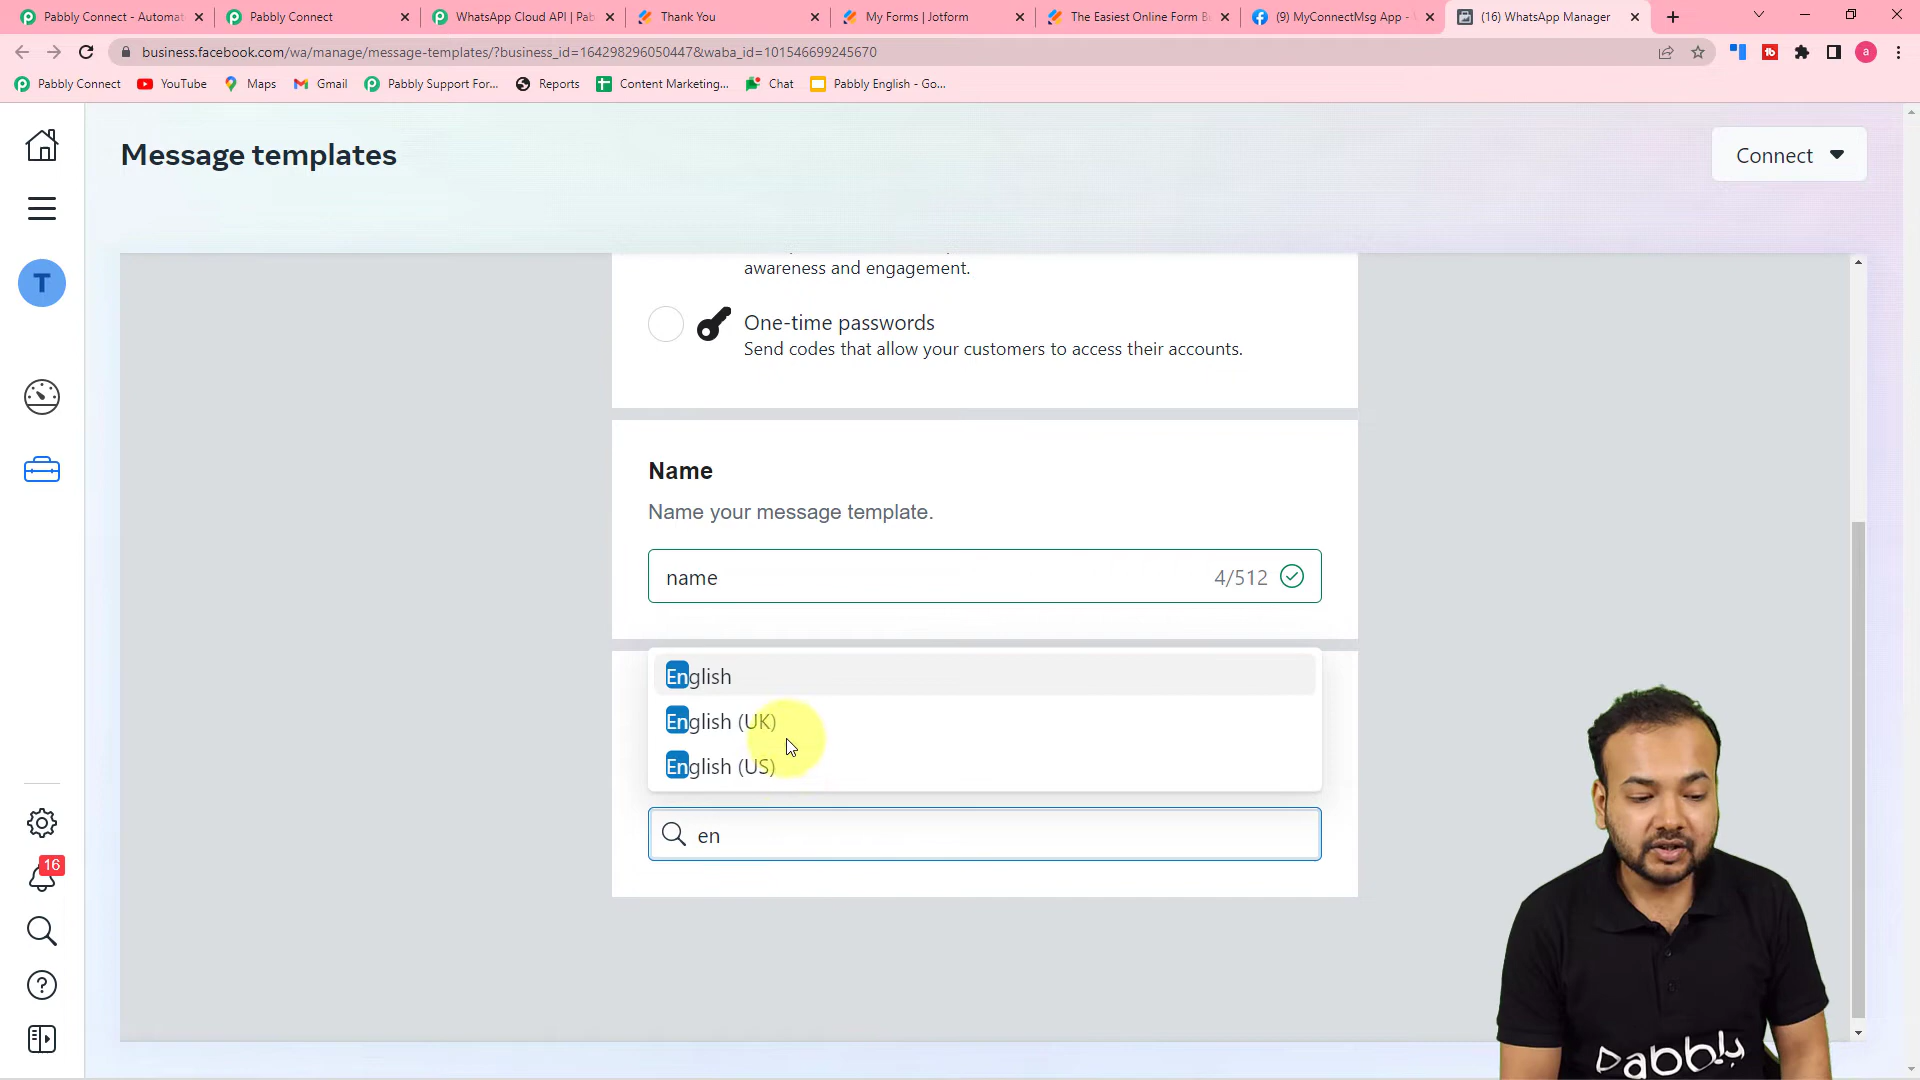 Pabbly Connect - Automat
Pabbly Connect
WhatsApp Cloud API | Pab
Thank You
My Forms | Jotform
The Easiest Online Form B
(9) MyConnectMsg App -
(16) WhatsApp Manager
business.facebook.com/wa/manage/message-templates/?business_id=164298296050447&waba_id=101546699245670
a
Pabbly Connect
YouTube
Maps
Gmail
Pabbly Support For...
Reports
Content Marketing...
Chat
Pabbly English - Go...
Message templates
Connect
T
awareness and engagement.
One-time passwords
Send codes that allow your customers to access their accounts.
Name
Name your message template.
name
4/512
English
English (UK)
English (US)
en
16
Pabbly